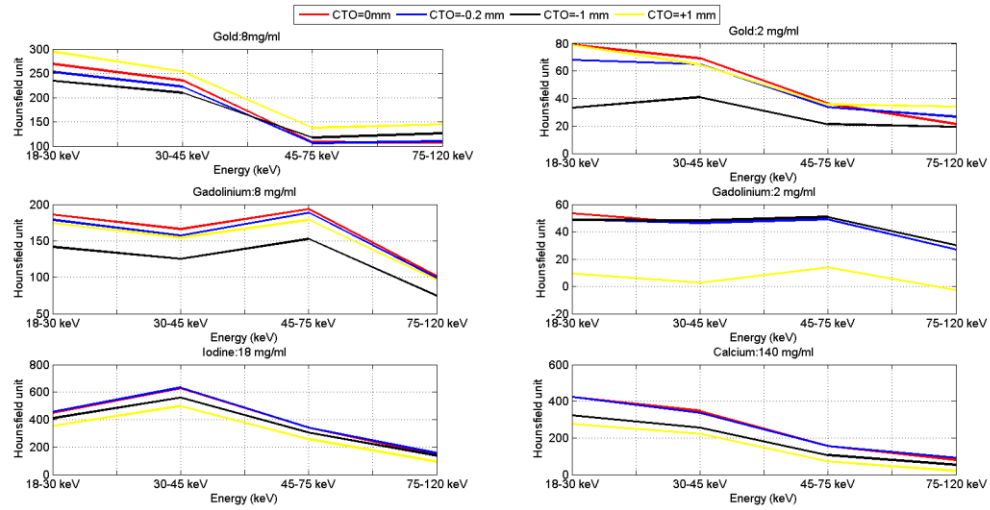 CTO=0mm CTO=-0.2 mm CTO=-1 mm CTO=+1 mm
Gold:8mg/ml
Hounsfield unit
300
250
200
150
100
18-30 keV 30-45 keV 45-75 keV 75-120 keV
Energy (keV)
Gold:2 mg/ml
Hounsfield unit
80
60
40
20
0
18-30 keV 30-45 keV 45-75 keV 75-120 keV
Energy (keV)
Gadolinium:8 mg/ml
Hounsfield unit
200
150
100
50
18-30 keV 30-45 keV 45-75 keV 75-120 keV
Energy (keV)
Gadolinium:2 mg/ml
Hounsfield unit
60
40
20
0
-20
18-30 keV 30-45 keV 45-75 keV 75-120 keV
Energy (keV)
Iodine:18 mg/ml
Hounsfield unit
800
600
400
200
0
18-30 keV 30-45 keV 45-75 keV 75-120 keV
Energy (keV)
Calcium:140 mg/ml
Hounsfield unit
600
400
200
0
18-30 keV 30-45 keV 45-75 keV 75-120 keV
Energy (keV)